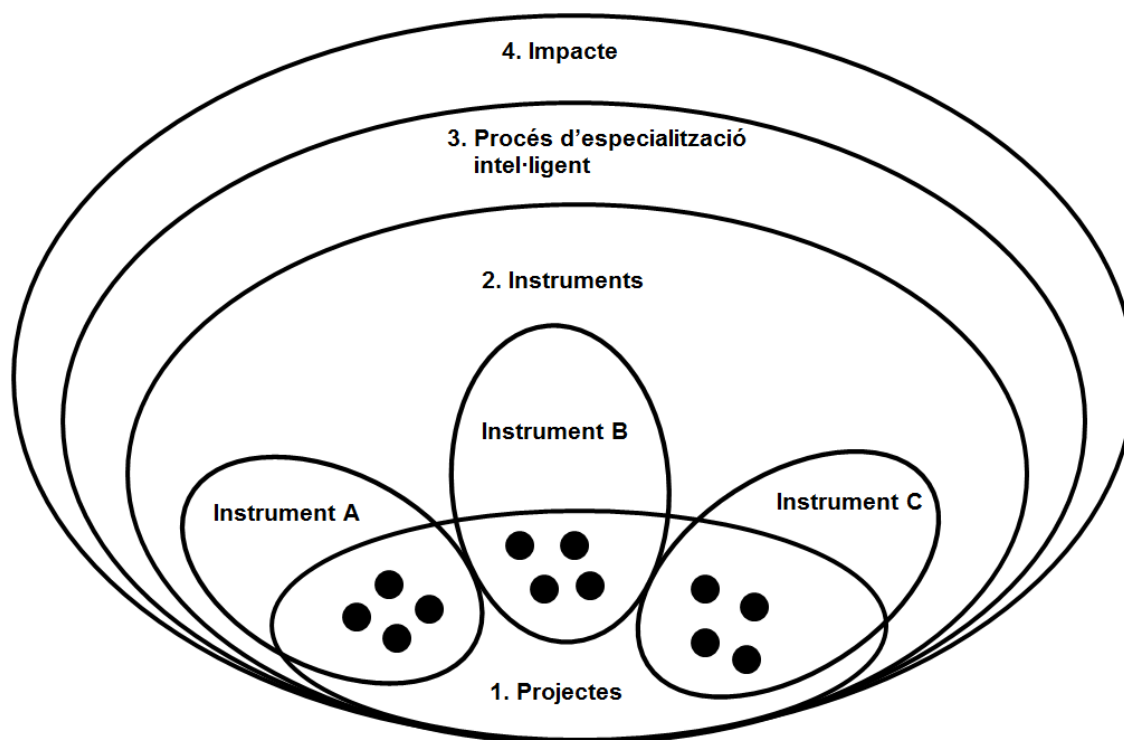 4. Impacte
3. Procés d’especialització
intel·ligent
2. Instruments
Instrument B
Instrument A
Instrument C
1. Projectes